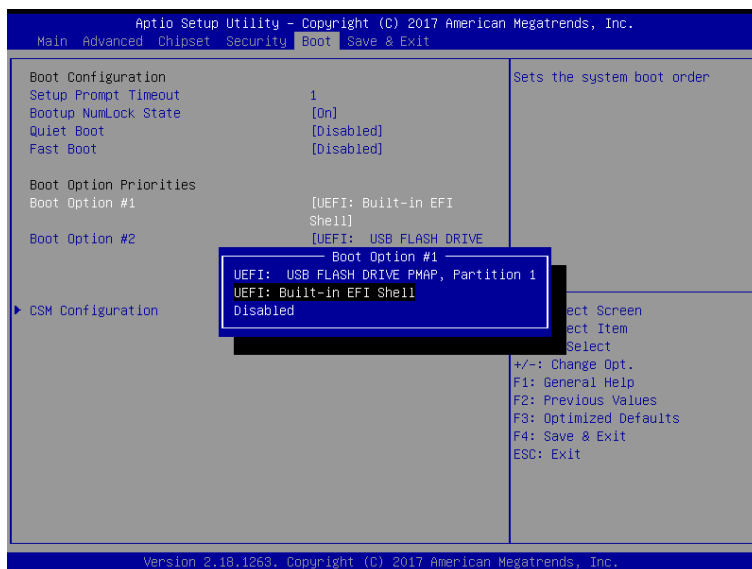 Aptio Setup Utility – Copyright (C) 2017 American Megatrends, Inc.
Main Advanced Chipset Security Boot Save & Exit
Boot Configuration
Setup Prompt Timeout 1
Bootup NumLock State [On]
Quiet Boot [Disabled]
Fast Boot [Disabled]
Boot Option Priorities
Boot Option #1 [UEFI: Built-in EFI
Shell]
Boot Option #2 [UEFI: USB FLASH DRIVE
CSM Configuration
Boot Option #1
UEFI: USB FLASH DRIVE PMAP, Partition 1
UEFI: Built-in EFI Shell
Disabled
Sets the system boot order
ect Screen
ect Item
Select
+/-: Change Opt.
F1: General Help
F2: Previous Values
F3: Optimized Defaults
F4: Save & Exit
ESC: Exit
Version 2.18.1263. Copyright (C) 2017 American Megatrends, Inc.